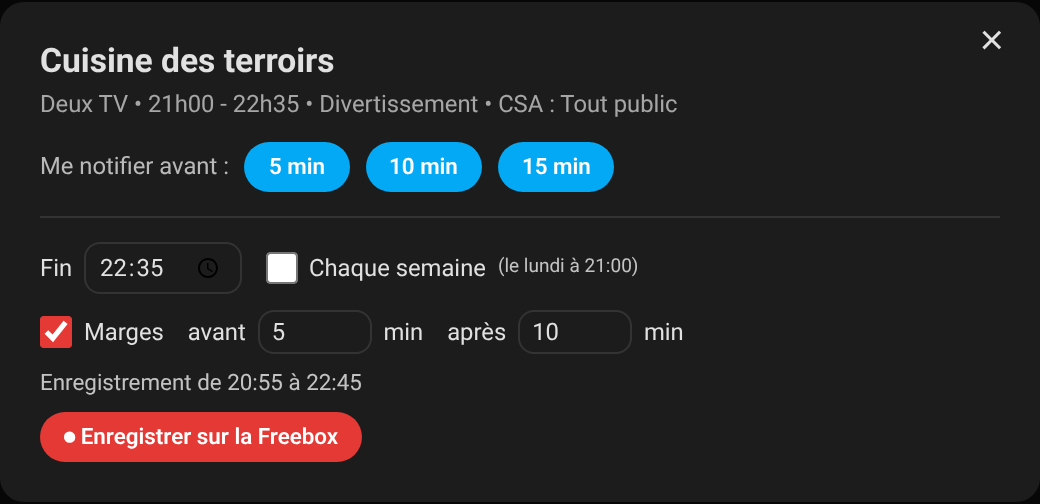 Cuisine des terroirs
Deux TV • 21h00 - 22h35 • Divertissement • CSA : Tout public
Me notifier avant : 5 min 10 min 15 min
Fin 22:35 Chaque semaine (le lundi à 21:00)
Marges avant 5 min après 10 min
Enregistrement de 20:55 à 22:45
Enregistrer sur la Freebox